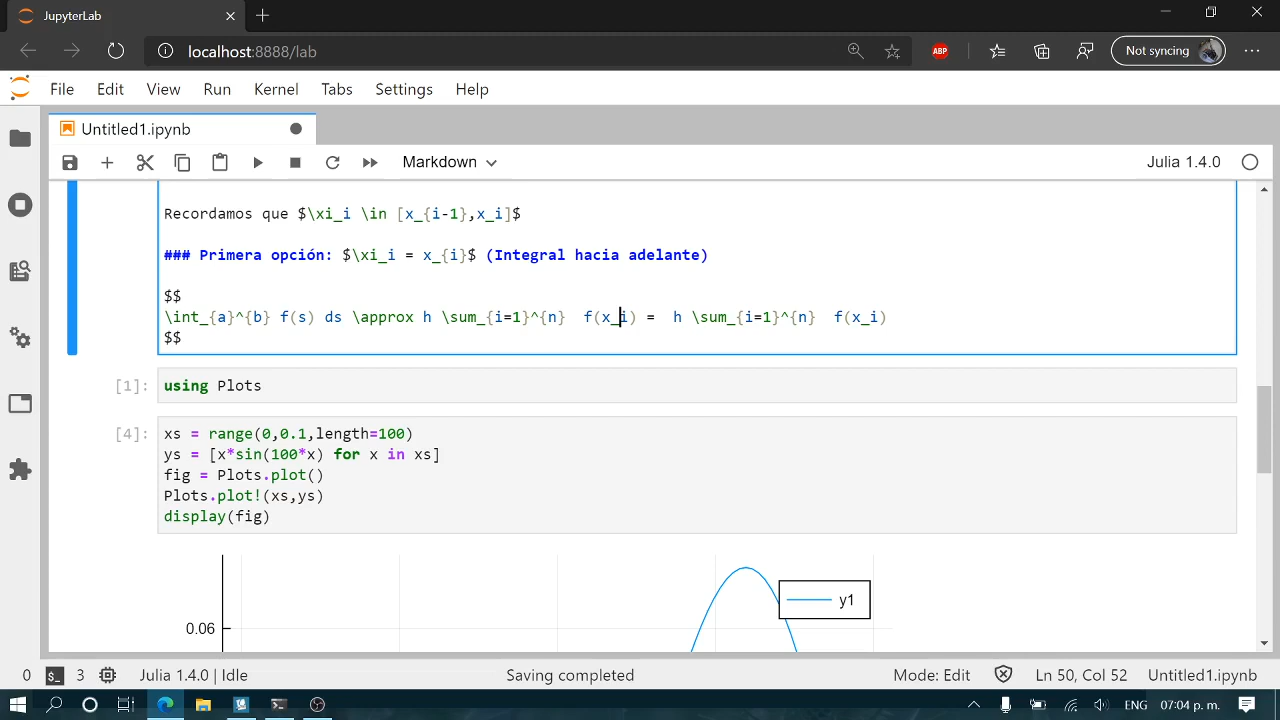 JupyterLab
localhost:8888/lab
ABP
Not syncing
File Edit View Run Kernel Tabs Settings Help
Untitled1.ipynb
Markdown
Julia 1.4.0
Recordamos que $\xi_i \in [x_{i-1},x_i]$
### Primera opción: $\xi_i = x_{i}$ (Integral hacia adelante)
$$
\int_{a}^{b} f(s) ds \approx h \sum_{i=1}^{n}  f(x_i) =  h \sum_{i=1}^{n}  f(x_i)
$$
[1]: using Plots
[4]: xs = range(0,0.1,length=100)
ys = [x*sin(100*x) for x in xs]
fig = Plots.plot()
Plots.plot!(xs,ys)
display(fig)
y1
0.06
0 3 Julia 1.4.0 | Idle Saving completed Mode: Edit Ln 50, Col 52 Untitled1.ipynb
ENG 07:04 p. m.